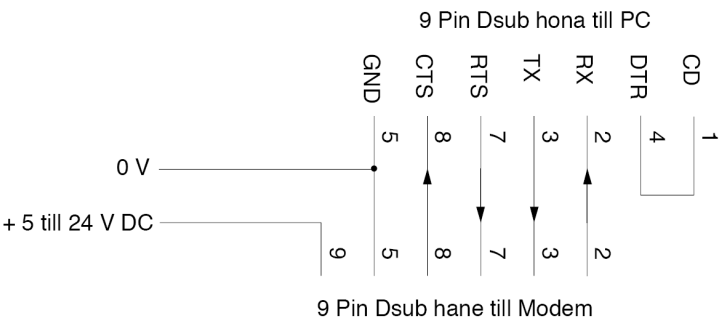 9 Pin Dsub hona till PC
GND CTS RTS TX RX DTR CD
5 8 7 3 2 4 1
0 V
+ 5 till 24 V DC
9 5 8 7 3 2
9 Pin Dsub hane till Modem